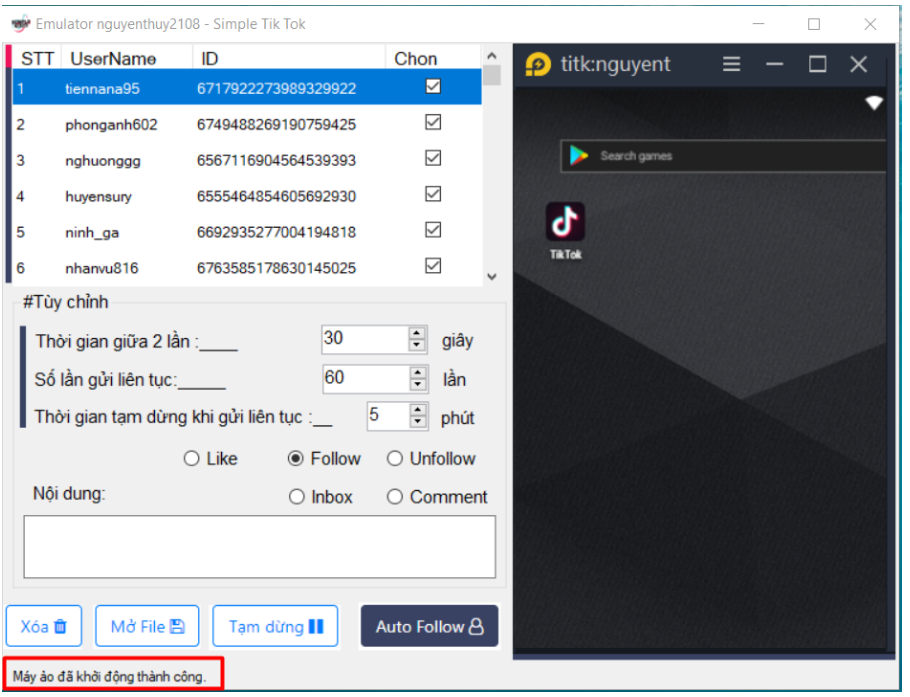 Emulator nguyenthuy2108 - Simple Tik Tok
STT UserName ID Chon
1 tiennana95 6717922273989329922
2 phonganh602 6749488269190759425
3 nghuonggg 6567116904564539393
4 huyensury 6555464854605692930
5 ninh_ga 6692935277004194818
6 nhanvu816 6763585178630145025
#Tùy chỉnh
Thời gian giữa 2 lần :____ 30 giây
Số lần gửi liên tục:_____ 60 lần
Thời gian tạm dừng khi gửi liên tục :__ 5 phút
Like Follow Unfollow
Nội dung: Inbox Comment
Xóa Mở File Tạm dừng Auto Follow
Máy ảo đã khởi động thành công.
titk:nguyent
Search games
TikTok